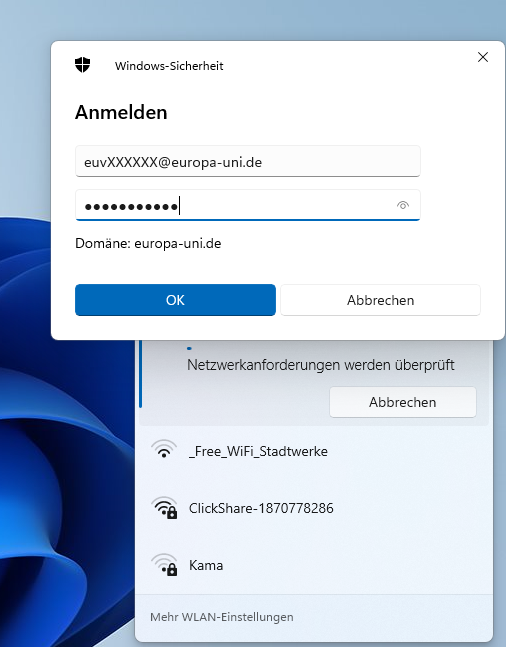 Windows-Sicherheit
Anmelden
euvXXXXXX@europa-uni.de
●●●●●●●●●●●
Domäne: europa-uni.de
OK
Abbrechen
Netzwerkanforderungen werden überprüft
Abbrechen
_Free_WiFi_Stadtwerke
ClickShare-1870778286
Kama
Mehr WLAN-Einstellungen